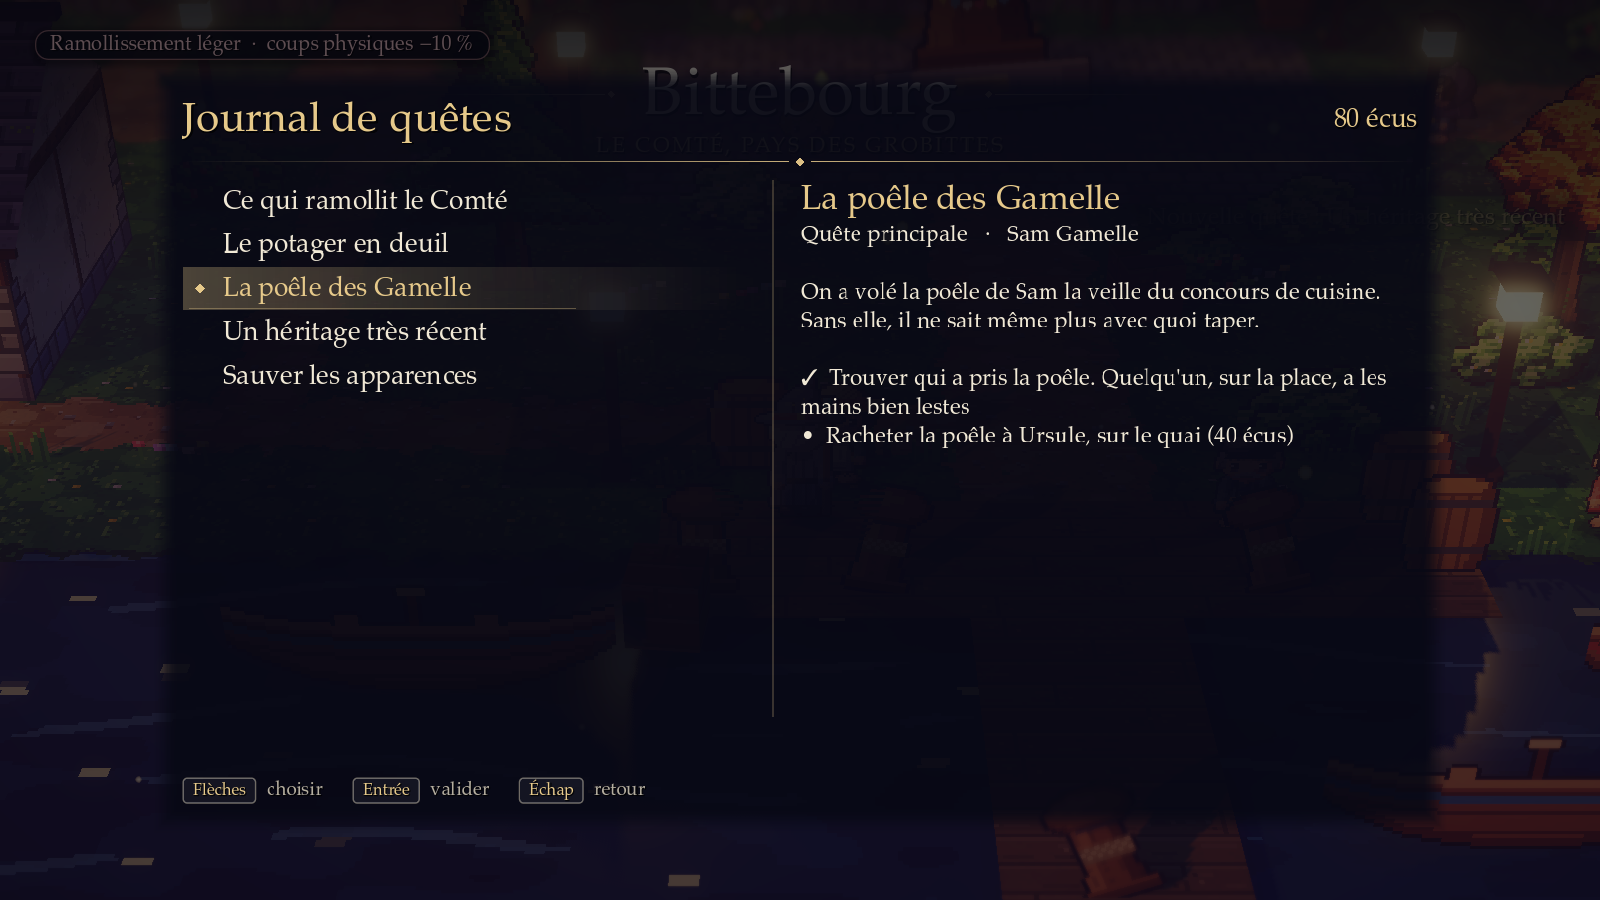 Ramollissement léger · coups physiques −10 %
Bittebourg
LE COMTÉ, PAYS DES GROBITTES
Journal de quêtes
80 écus
Ce qui ramollit le Comté
Le potager en deuil
La poêle des Gamelle
Un héritage très récent
Sauver les apparences
La poêle des Gamelle
Quête principale · Sam Gamelle
On a volé la poêle de Sam la veille du concours de cuisine.
Sans elle, il ne sait même plus avec quoi taper.
✓ Trouver qui a pris la poêle. Quelqu'un, sur la place, a les
mains bien lestes
• Racheter la poêle à Ursule, sur le quai (40 écus)
très récent
Flèches choisir Entrée valider Échap retour